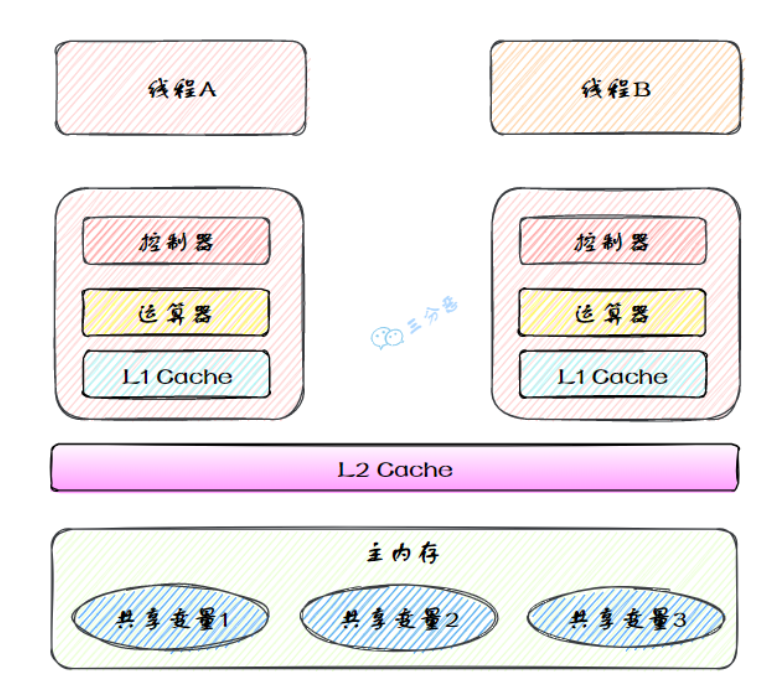 线程A
线程B
控制器
运算器
L1 Cache
控制器
运算器
L1 Cache
三分恶
L2 Cache
主内存
共享变量1
共享变量2
共享变量3